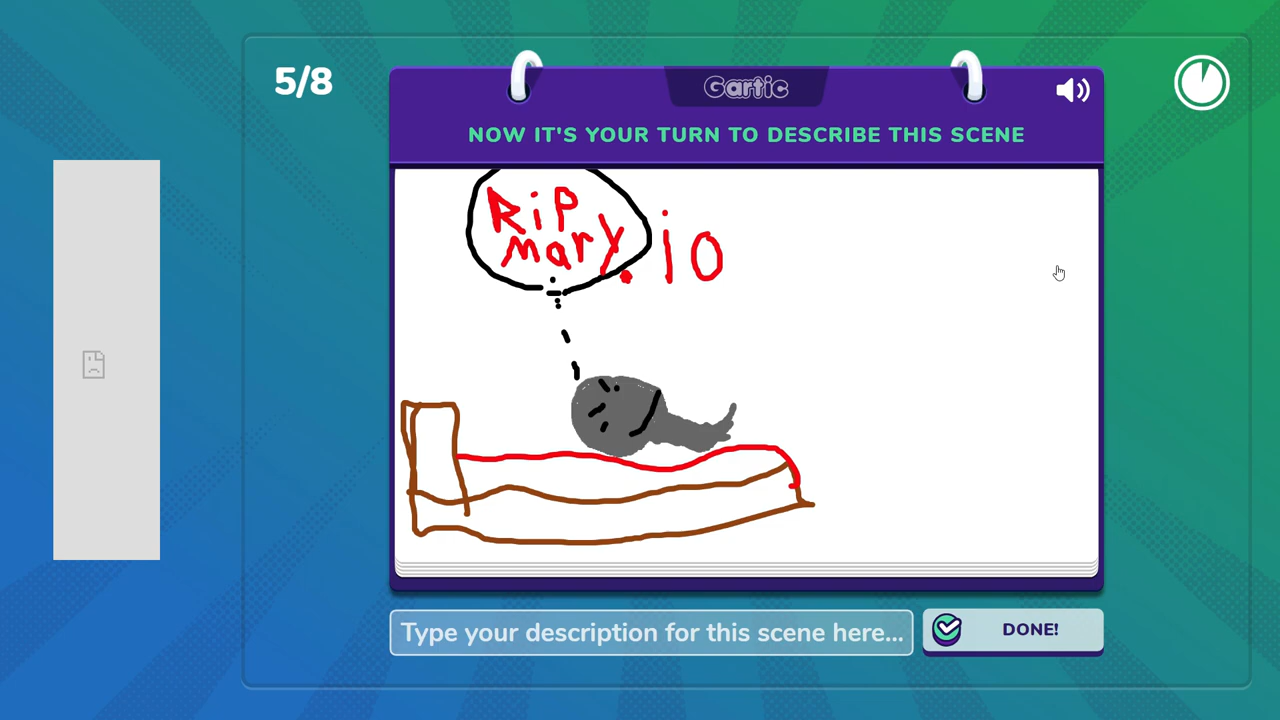 5/8
Gartic
NOW IT'S YOUR TURN TO DESCRIBE THIS SCENE
RiP
mary.io
Type your description for this scene here...
DONE!